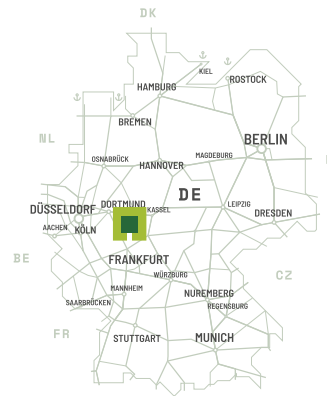 DK
KIEL
ROSTOCK
HAMBURG
BREMEN
NL
BERLIN
OSNABRÜCK
HANNOVER
MAGDEBURG
DE
DÜSSELDORF
DORTMUND
KASSEL
LEIPZIG
DRESDEN
AACHEN
KÖLN
BE
FRANKFURT
WÜRZBURG
CZ
MANNHEIM
NUREMBERG
SAARBRÜCKEN
REGENSBURG
FR
STUTTGART
MUNICH